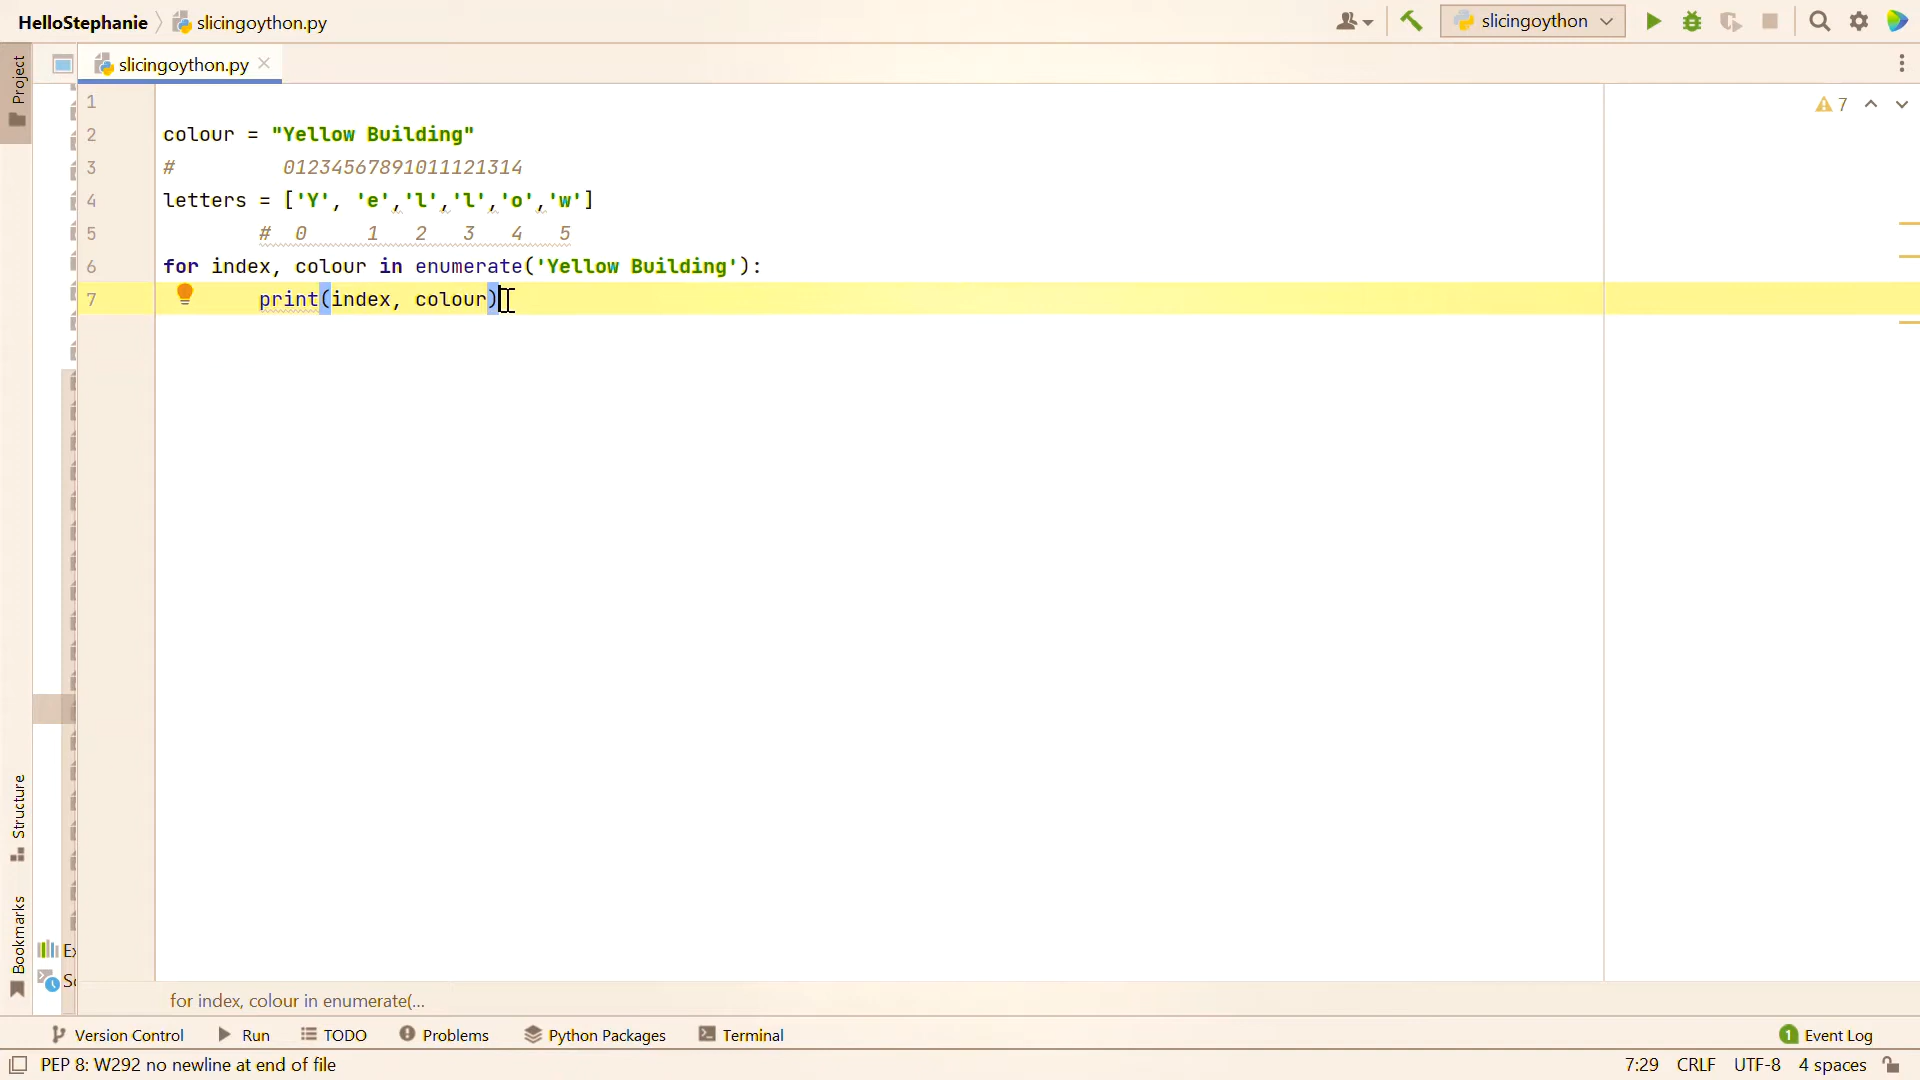 HelloStephanie slicingoython.py slicingoython
Project slicingoython.py
7
1
2 colour = "Yellow Building"
3 # 01234567891011121314
4 letters = ['Y', 'e','l','l','o','w']
5 # 0 1 2 3 4 5
6 for index, colour in enumerate('Yellow Building'):
7 print(index, colour)
Structure
Bookmarks
Ex
Sc
for index, colour in enumerate(...
Version Control Run TODO Problems Python Packages Terminal 1 Event Log
PEP 8: W292 no newline at end of file 7:29 CRLF UTF-8 4 spaces